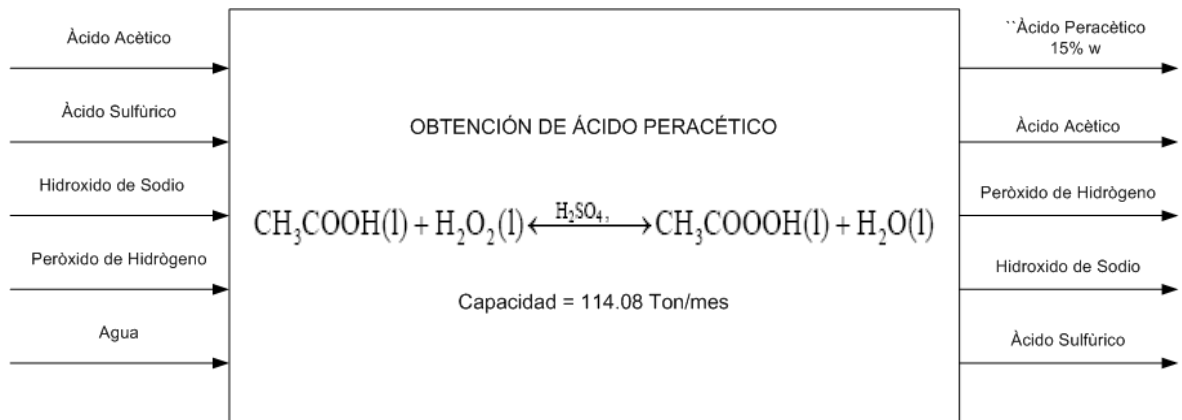 Àcido Acètico
Àcido Sulfùrico
Hidroxido de Sodio
Peròxido de Hidrògeno
Agua
OBTENCIÓN DE ÁCIDO PERACÉTICO
H₂SO₄,
CH₃COOH(l) + H₂O₂(l) ⟷ CH₃COOOH(l) + H₂O(l)
Capacidad = 114.08 Ton/mes
``Àcido Peracètico
15% w
Àcido Acètico
Peròxido de Hidrògeno
Hidroxido de Sodio
Àcido Sulfùrico